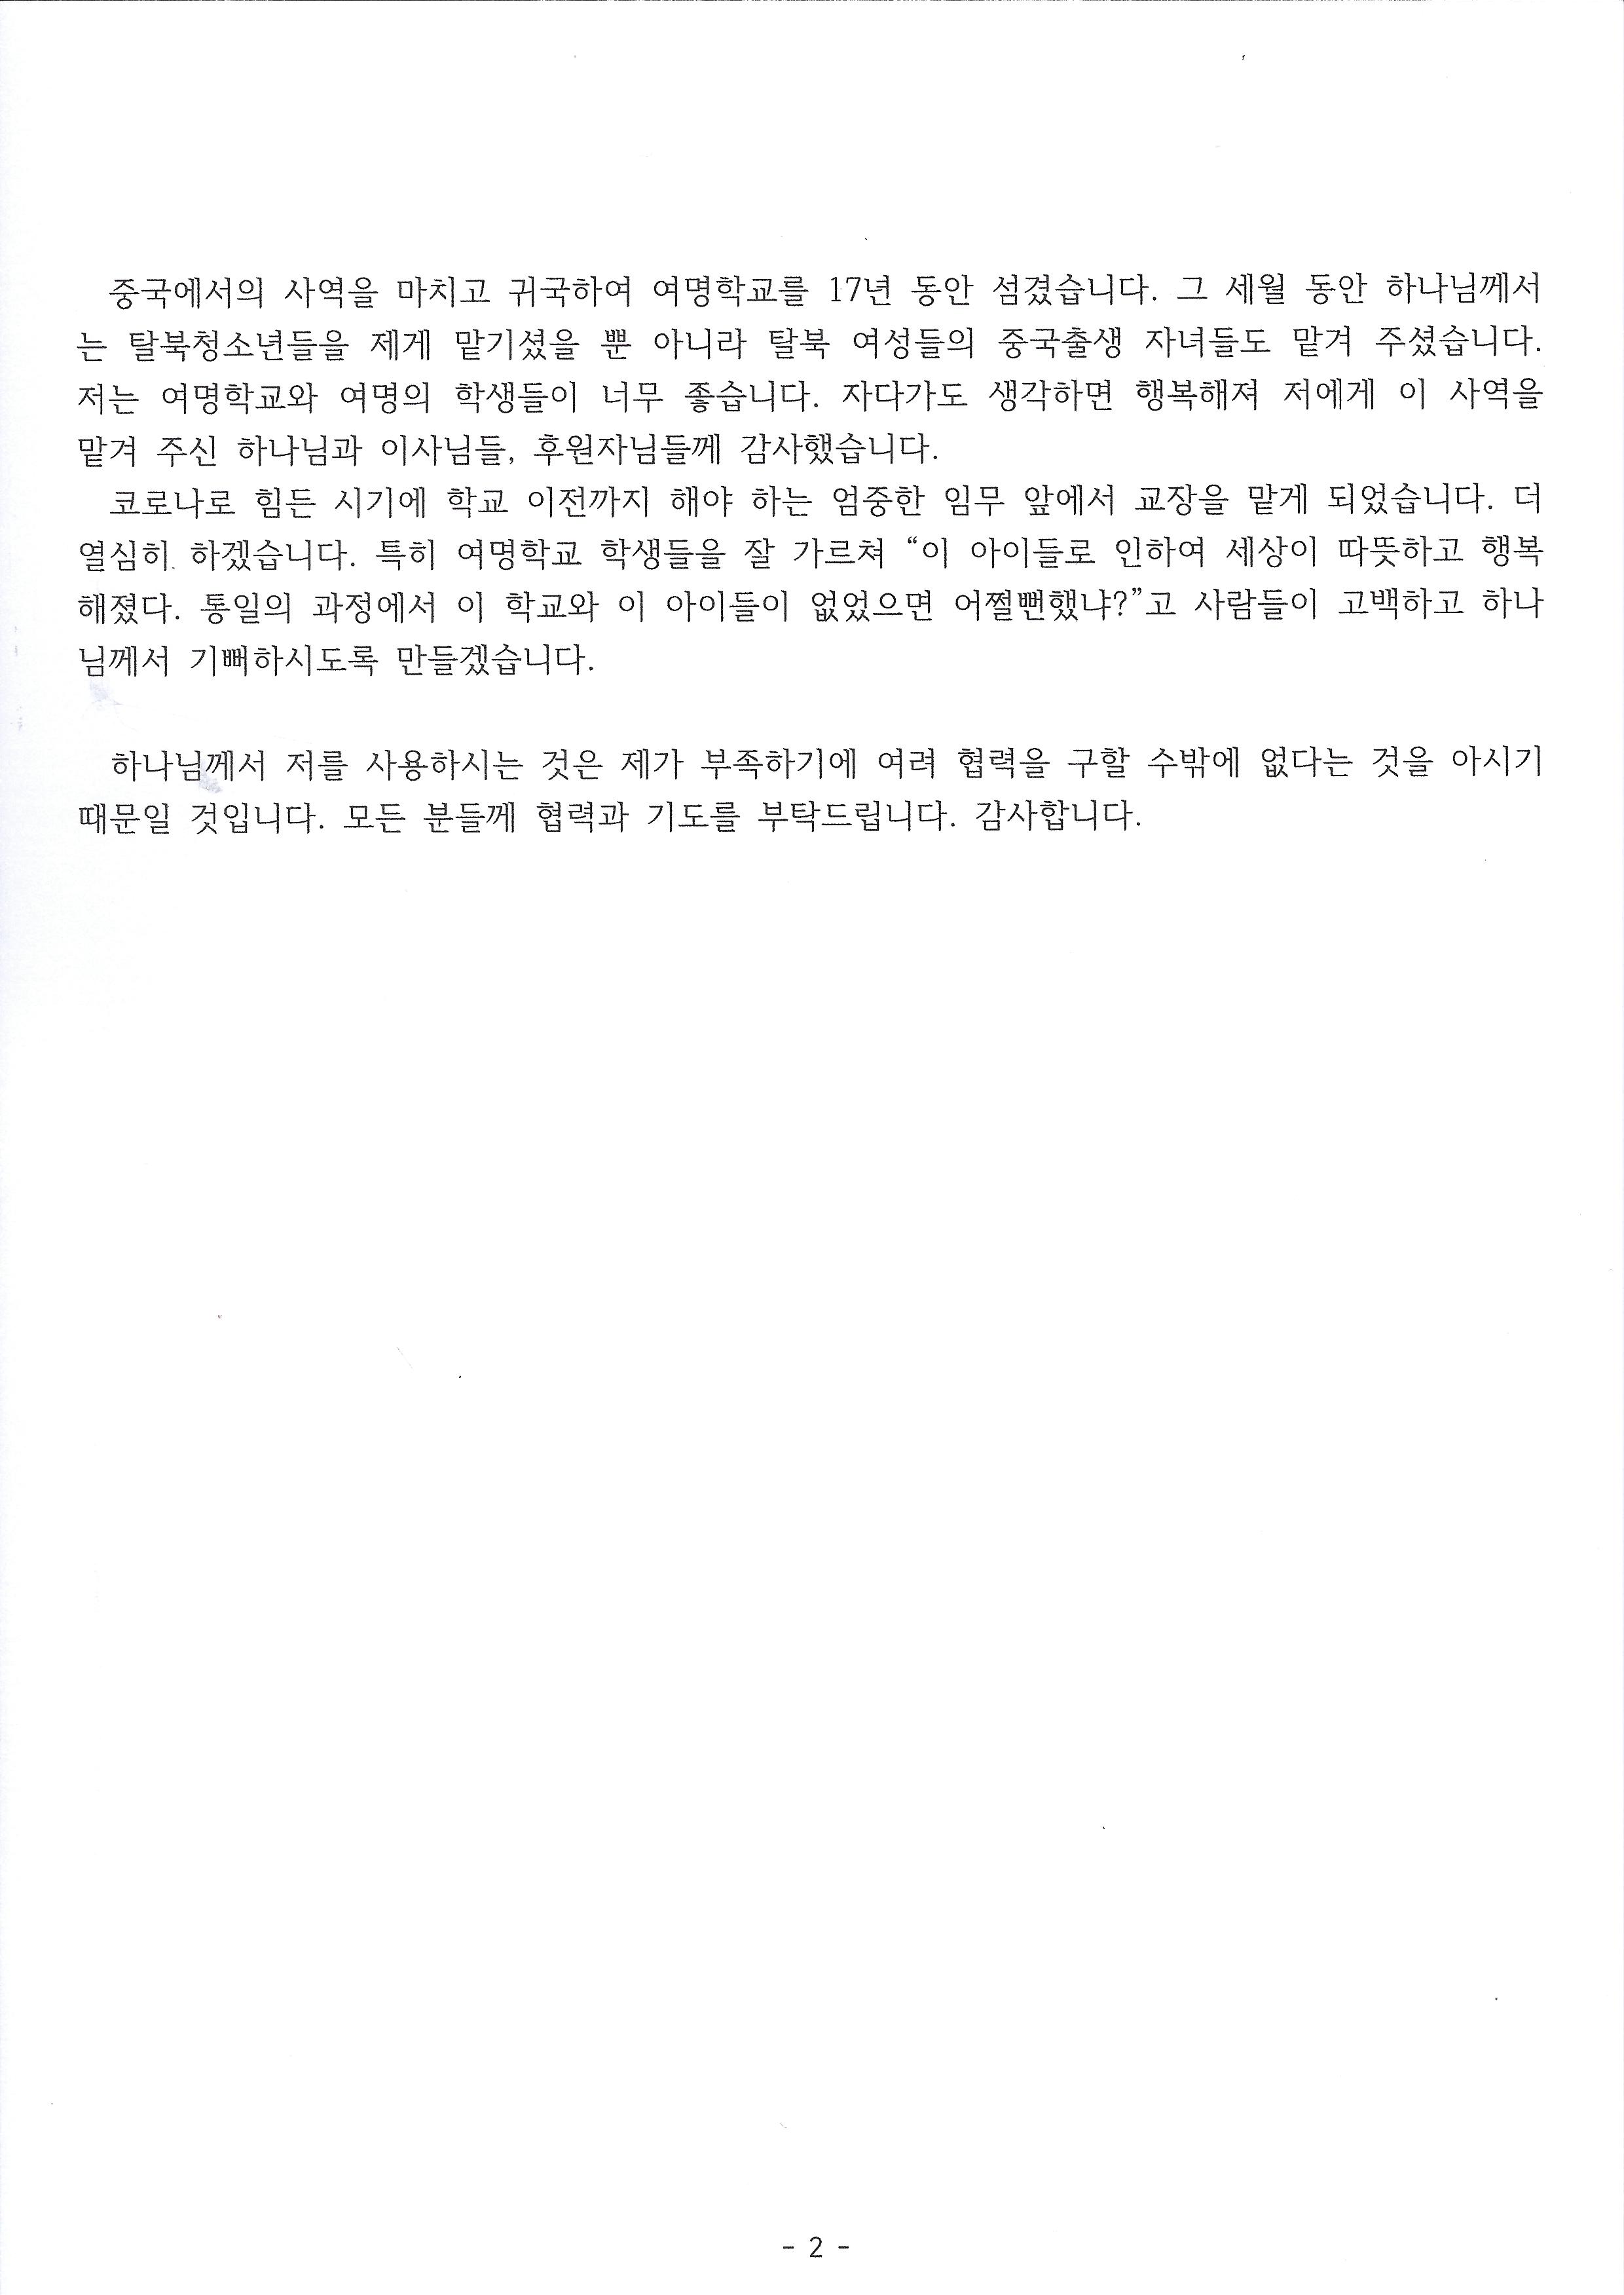 중국에서의 사역을 마치고 귀국하여 여명학교를 17년 동안 섬겼습니다. 그 세월 동안 하나님께서
는 탈북청소년들을 제게 맡기셨을 뿐 아니라 탈북 여성들의 중국출생 자녀들도 맡겨 주셨습니다.
저는 여명학교와 여명의 학생들이 너무 좋습니다. 자다가도 생각하면 행복해져 저에게 이 사역을
맡겨 주신 하나님과 이사님들, 후원자님들께 감사했습니다.
코로나로 힘든 시기에 학교 이전까지 해야 하는 엄중한 임무 앞에서 교장을 맡게 되었습니다. 더
열심히 하겠습니다. 특히 여명학교 학생들을 잘 가르쳐 “이 아이들로 인하여 세상이 따뜻하고 행복
해졌다. 통일의 과정에서 이 학교와 이 아이들이 없었으면 어쩔뻔했냐?”고 사람들이 고백하고 하나
님께서 기뻐하시도록 만들겠습니다.
하나님께서 저를 사용하시는 것은 제가 부족하기에 여려 협력을 구할 수밖에 없다는 것을 아시기
때문일 것입니다. 모든 분들께 협력과 기도를 부탁드립니다. 감사합니다.
- 2 -